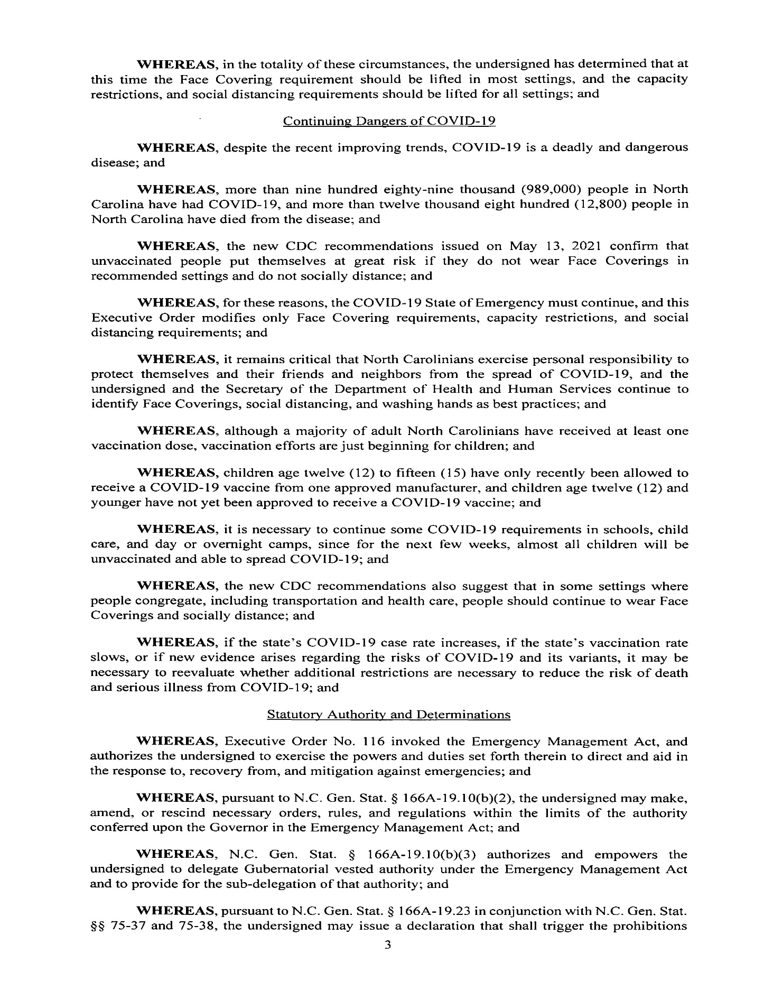 WHEREAS, in the totality of these circumstances, the undersigned has determined that at
this time the Face Covering requirement should be lifted in most settings, and the capacity
restrictions, and social distancing requirements should be lifted for all settings; and
Continuing Dangers of COVID-19
WHEREAS, despite the recent improving trends, COVID-19 is a deadly and dangerous
disease; and
WHEREAS, more than nine hundred eighty-nine thousand (989,000) people in North
Carolina have had COVID-19, and more than twelve thousand eight hundred (12,800) people in
North Carolina have died from the disease; and
WHEREAS, the new CDC recommendations issued on May 13, 2021 confirm that
unvaccinated people put themselves at great risk if they do not wear Face Coverings in
recommended settings and do not socially distance; and
WHEREAS, for these reasons, the COVID-19 State of Emergency must continue, and this
Executive Order modifies only Face Covering requirements, capacity restrictions, and social
distancing requirements; and
WHEREAS, it remains critical that North Carolinians exercise personal responsibility to
protect themselves and their friends and neighbors from the spread of COVID-19, and the
undersigned and the Secretary of the Department of Health and Human Services continue to
identify Face Coverings, social distancing, and washing hands as best practices; and
WHEREAS, although a majority of adult North Carolinians have received at least one
vaccination dose, vaccination efforts are just beginning for children; and
WHEREAS, children age twelve (12) to fifteen (15) have only recently been allowed to
receive a COVID-19 vaccine from one approved manufacturer, and children age twelve (12) and
younger have not yet been approved to receive a COVID-19 vaccine; and
WHEREAS, it is necessary to continue some COVID-19 requirements in schools, child
care, and day or overnight camps, since for the next few weeks, almost all children will be
unvaccinated and able to spread COVID-19; and
WHEREAS, the new CDC recommendations also suggest that in some settings where
people congregate, including transportation and health care, people should continue to wear Face
Coverings and socially distance; and
WHEREAS, if the state's COVID-19 case rate increases, if the state's vaccination rate
slows, or if new evidence arises regarding the risks of COVID-19 and its variants, it may be
necessary to reevaluate whether additional restrictions are necessary to reduce the risk of death
and serious illness from COVID-19; and
Statutory Authority and Determinations
WHEREAS, Executive Order No. 116 invoked the Emergency Management Act, and
authorizes the undersigned to exercise the powers and duties set forth therein to direct and aid in
the response to, recovery from, and mitigation against emergencies; and
WHEREAS, pursuant to N.C. Gen. Stat. § 166A-19.10(b)(2), the undersigned may make,
amend, or rescind necessary orders, rules, and regulations within the limits of the authority
conferred upon the Governor in the Emergency Management Act; and
WHEREAS, N.C. Gen. Stat. § 166A-19.10(b)(3) authorizes and empowers the
undersigned to delegate Gubernatorial vested authority under the Emergency Management Act
and to provide for the sub-delegation of that authority; and
WHEREAS, pursuant to N.C. Gen. Stat. § 166A-19.23 in conjunction with N.C. Gen. Stat.
§§ 75-37 and 75-38, the undersigned may issue a declaration that shall trigger the prohibitions
3